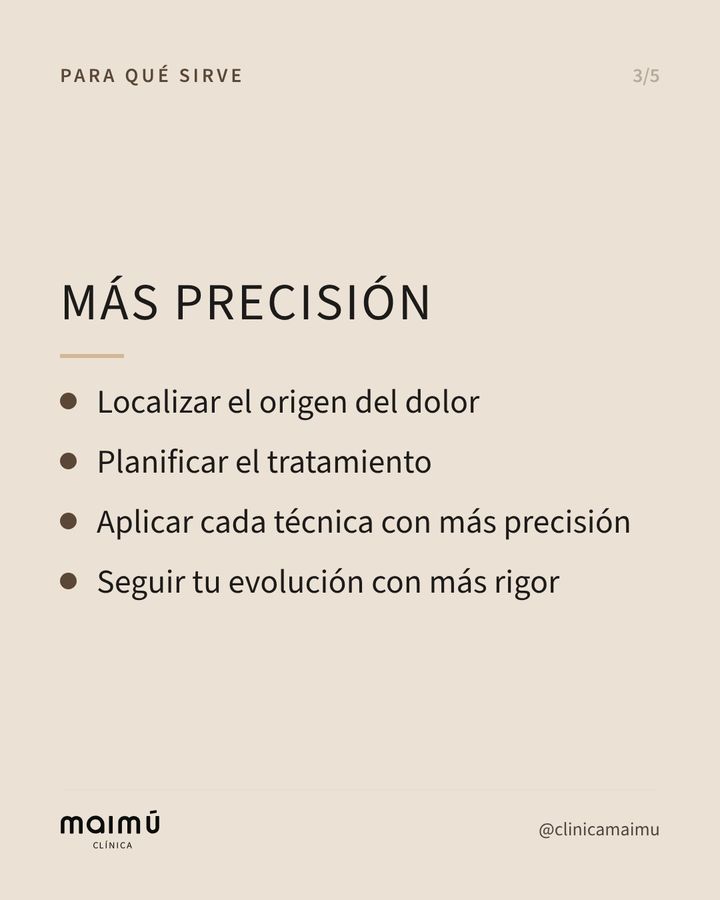 PARA QUÉ SIRVE
3/5
MÁS PRECISIÓN
Localizar el origen del dolor
Planificar el tratamiento
Aplicar cada técnica con más precisión
Seguir tu evolución con más rigor
maimú
CLÍNICA
@clinicamaimu